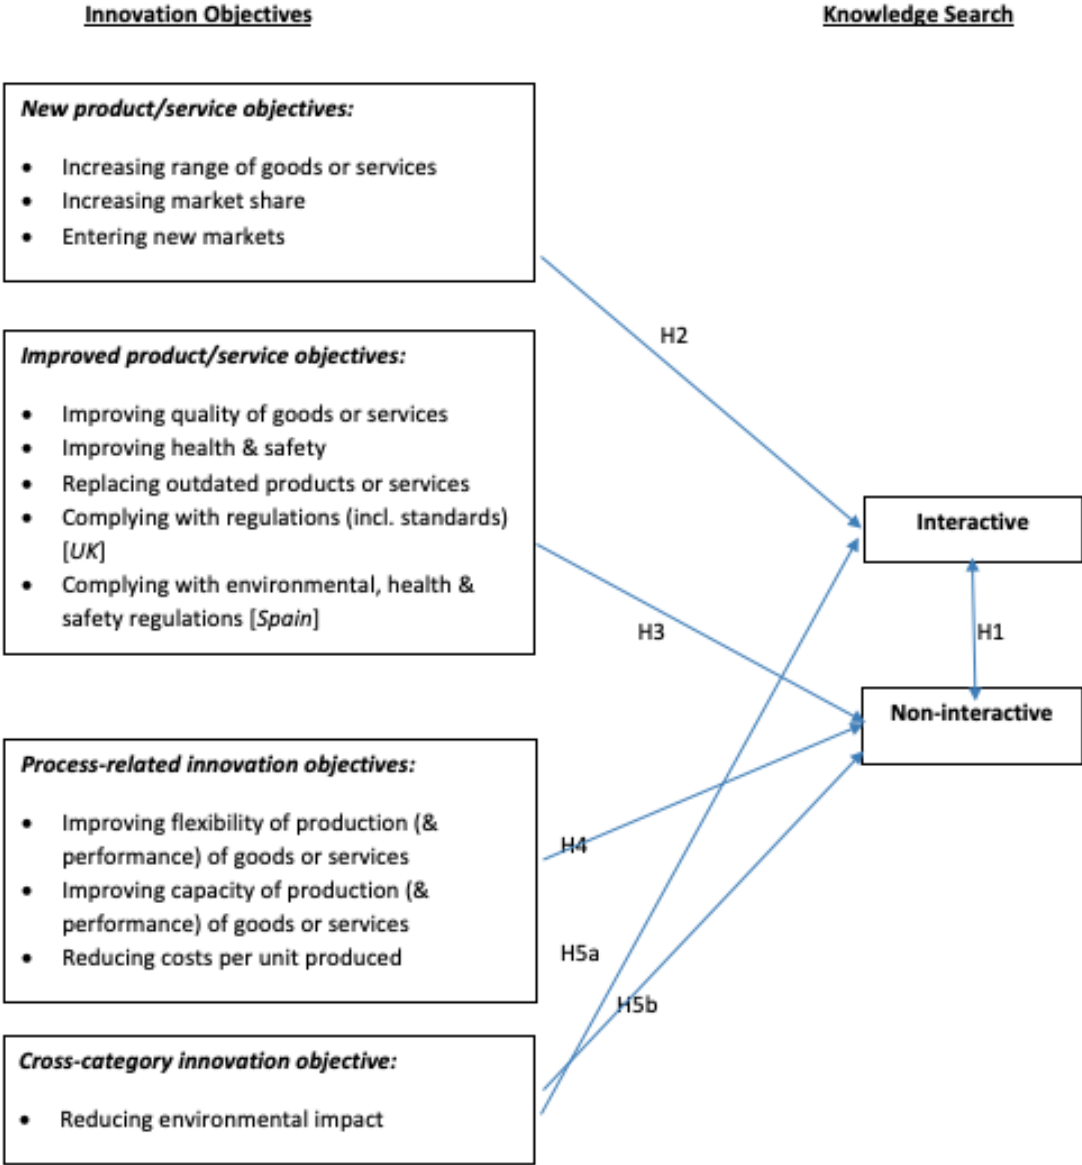 Innovation Objectives
Knowledge Search
New product/service objectives:
• Increasing range of goods or services
• Increasing market share
• Entering new markets
H2
Improved product/service objectives:
• Improving quality of goods or services
• Improving health & safety
• Replacing outdated products or services
• Complying with regulations (incl. standards)
[UK]
• Complying with environmental, health &
safety regulations [Spain]
Interactive
H3
H1
Non-interactive
Process-related innovation objectives:
• Improving flexibility of production (&
performance) of goods or services
• Improving capacity of production (&
performance) of goods or services
• Reducing costs per unit produced
H4
H5a
H5b
Cross-category innovation objective:
• Reducing environmental impact